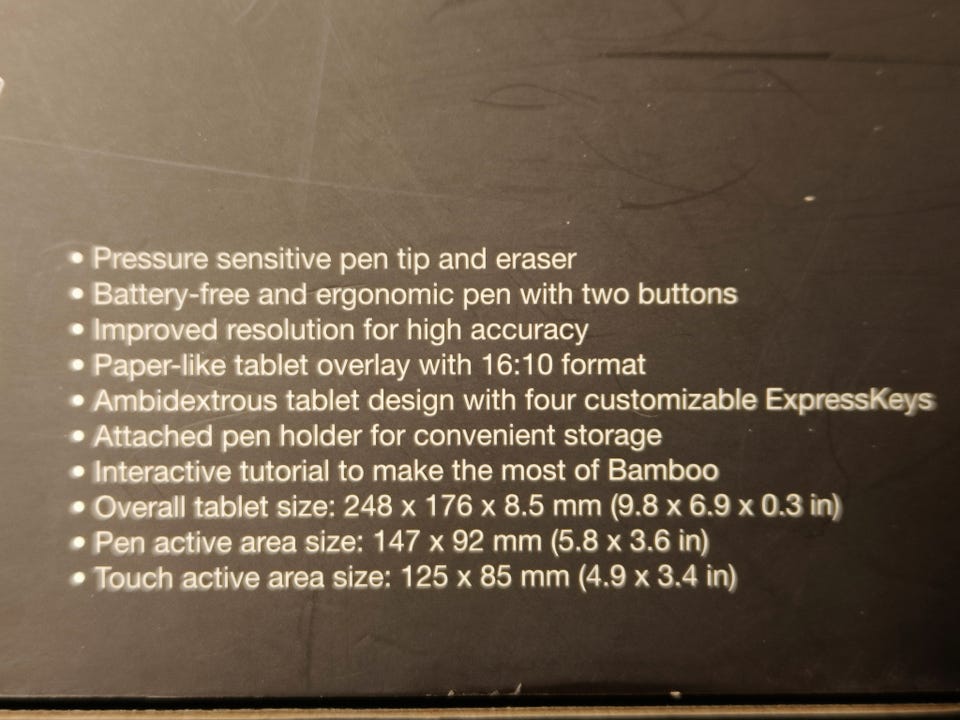 • Pressure sensitive pen tip and eraser
• Battery-free and ergonomic pen with two buttons
• Improved resolution for high accuracy
• Paper-like tablet overlay with 16:10 format
• Ambidextrous tablet design with four customizable ExpressKeys
• Attached pen holder for convenient storage
• Interactive tutorial to make the most of Bamboo
• Overall tablet size: 248 x 176 x 8.5 mm (9.8 x 6.9 x 0.3 in)
• Pen active area size: 147 x 92 mm (5.8 x 3.6 in)
• Touch active area size: 125 x 85 mm (4.9 x 3.4 in)